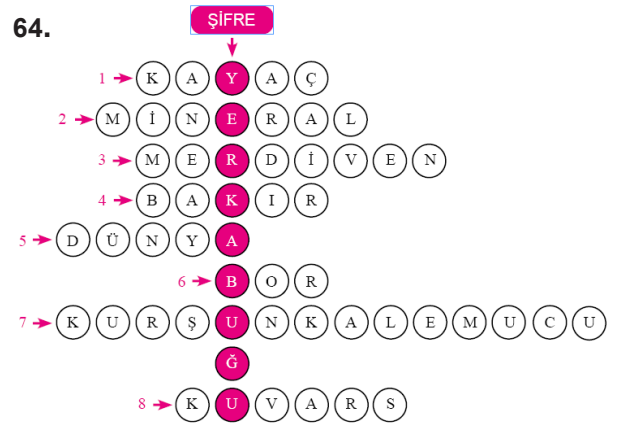 64.
ŞİFRE
1 KAYAÇ
2 MİNERAL
3 MERDİVEN
4 BAKIR
5 DÜNYA
6 BOR
7 KURŞUNKALEMUCU
Ğ
8 KUVARS